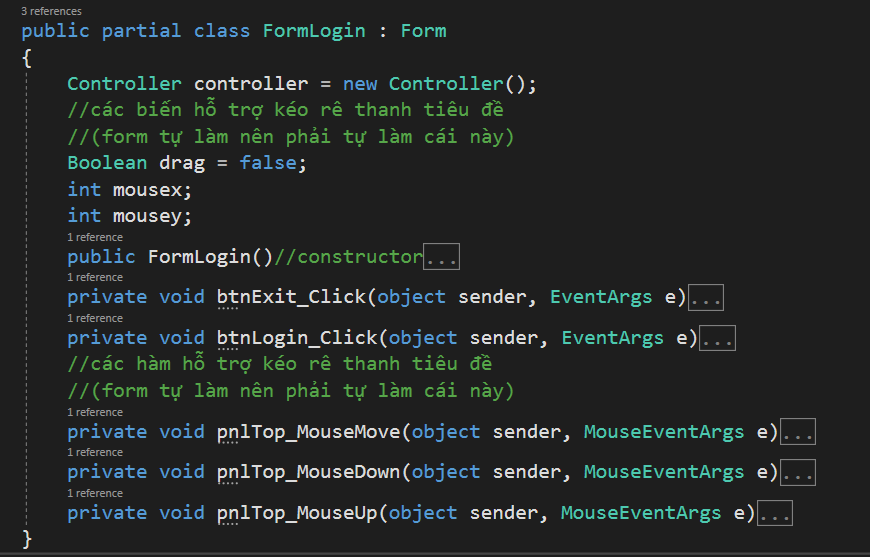 3 references
public partial class FormLogin : Form
{
Controller controller = new Controller();
//các biến hỗ trợ kéo rê thanh tiêu đề
//(form tự làm nên phải tự làm cái này)
Boolean drag = false;
int mousex;
int mousey;
1 reference
public FormLogin()//constructor...
1 reference
private void btnExit_Click(object sender, EventArgs e)...
1 reference
private void btnLogin_Click(object sender, EventArgs e)...
//các hàm hỗ trợ kéo rê thanh tiêu đề
//(form tự làm nên phải tự làm cái này)
1 reference
private void pnlTop_MouseMove(object sender, MouseEventArgs e)...
1 reference
private void pnlTop_MouseDown(object sender, MouseEventArgs e)...
1 reference
private void pnlTop_MouseUp(object sender, MouseEventArgs e)...
}